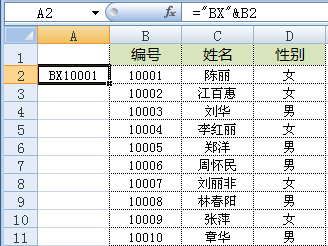 A2 fx ="BX"&B2
A B C D
1 编号 姓名 性别
2 BX10001 10001 陈丽 女
3 10002 江百惠 女
4 10003 刘华 男
5 10004 李红丽 女
6 10005 郑洋 男
7 10006 周怀民 男
8 10007 刘丽非 女
9 10008 林春阳 男
10 10009 张萍 女
11 10010 章华 男